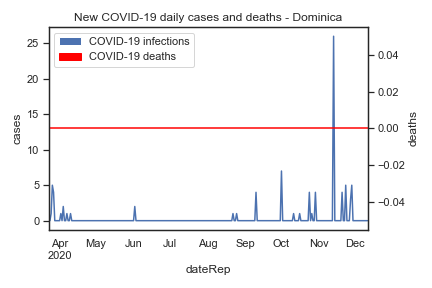 New COVID-19 daily cases and deaths - Dominica
COVID-19 infections
COVID-19 deaths
25
20
15
10
5
0
cases
0.04
0.02
0.00
−0.02
−0.04
deaths
Apr May Jun Jul Aug Sep Oct Nov Dec
2020
dateRep